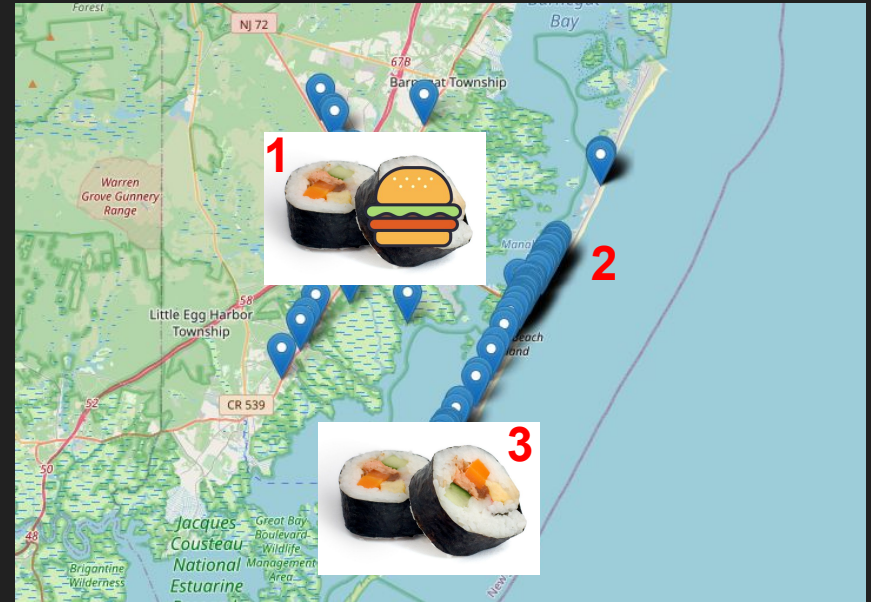 Forest
NJ 72
Bay
67B
Township
1
Warren
Grove Gunnery
Range
2
58
Little Egg Harbor
Township
52
CR 539
3
50
48
Jacques
Cousteau
National
Estuarine
Great Bay
Boulevard
Wildlife
Management
Area
Brigantine
Wilderness
New